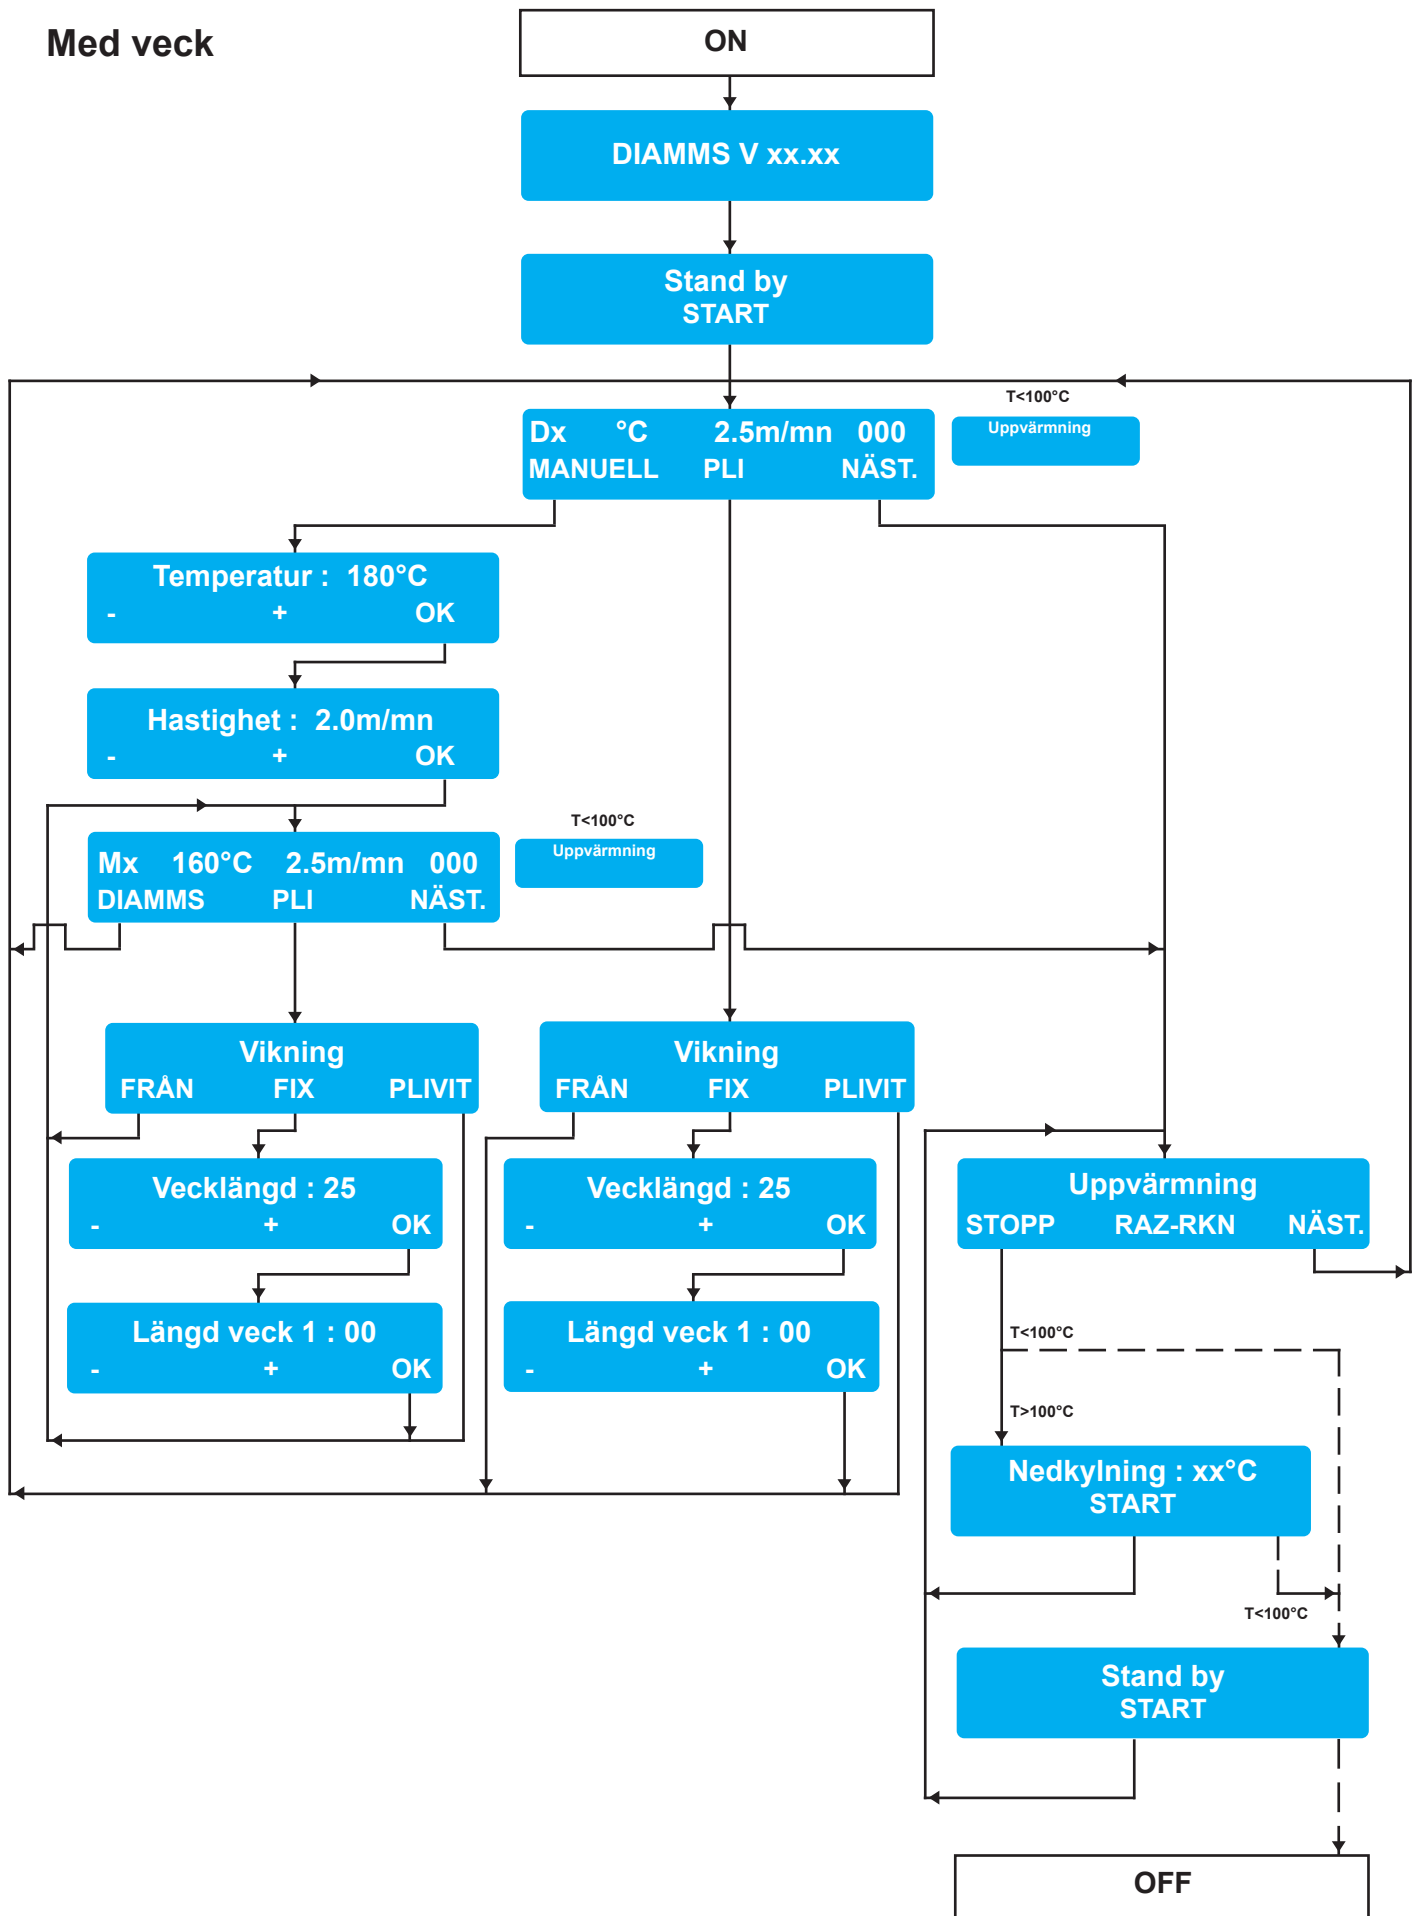 Med veck
ON
DIAMMS V xx.xx
Stand by
START
T<100°C
Dx °C 2.5m/mn 000
MANUELL PLI NÄST.
Uppvärmning
Temperatur : 180°C
- + OK
Hastighet : 2.0m/mn
- + OK
T<100°C
Mx 160°C 2.5m/mn 000
DIAMMS PLI NÄST.
Uppvärmning
Vikning
FRÅN FIX PLIVIT
Vikning
FRÅN FIX PLIVIT
Vecklängd : 25
- + OK
Vecklängd : 25
- + OK
Uppvärmning
STOPP RAZ-RKN NÄST.
Längd veck 1 : 00
- + OK
Längd veck 1 : 00
- + OK
T<100°C
T>100°C
Nedkylning : xx°C
START
T<100°C
Stand by
START
OFF